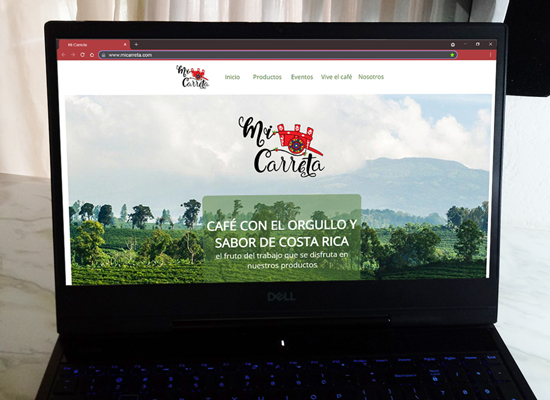 Mi Carreta
www.micarreta.com
Mi
Carreta
Inicio Productos Eventos Vive el café Nosotros
Mi
Carreta
CAFÉ CON EL ORGULLO Y
SABOR DE COSTA RICA
el fruto del trabajo que se disfruta en
nuestros productos
DELL